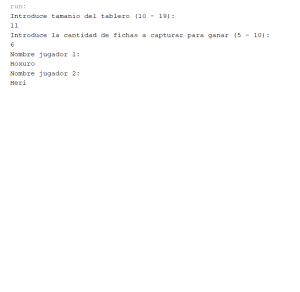 run:
Introduce tamanio del tablero (10 - 19):
11
Introduce la cantidad de fichas a capturar para ganar (5 - 10):
6
Nombre jugador 1:
Hoxuro
Nombre jugador 2:
Heri